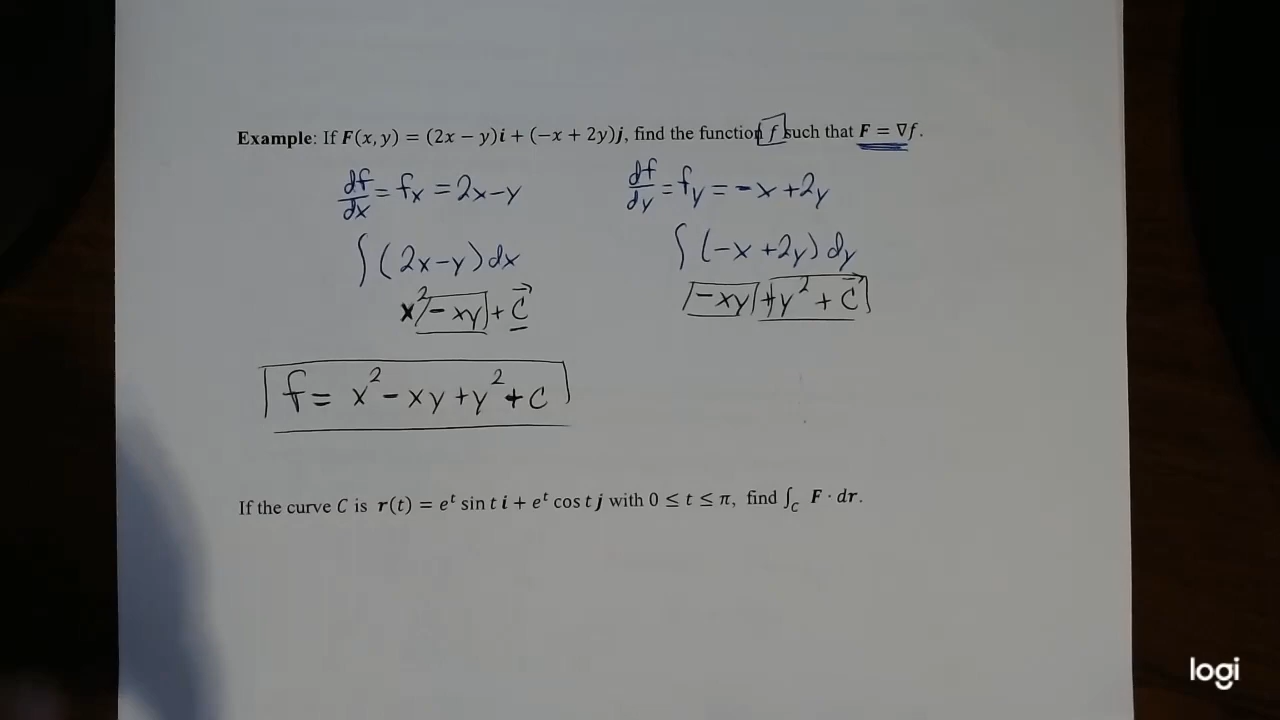 Example: If F(x, y) = (2x − y)i + (−x + 2y)j, find the function f such that F = ∇f.
df/dx = fx = 2x−y
df/dy = fy = −x +2y
∫ (2x−y) dx
∫ (−x +2y) dy
x² − xy + C⃗
−xy + y² + C⃗
f = x² − xy + y² + C
If the curve C is r(t) = eᵗ sin t i + eᵗ cos t j with 0 ≤ t ≤ π, find ∫C F · dr.
logi